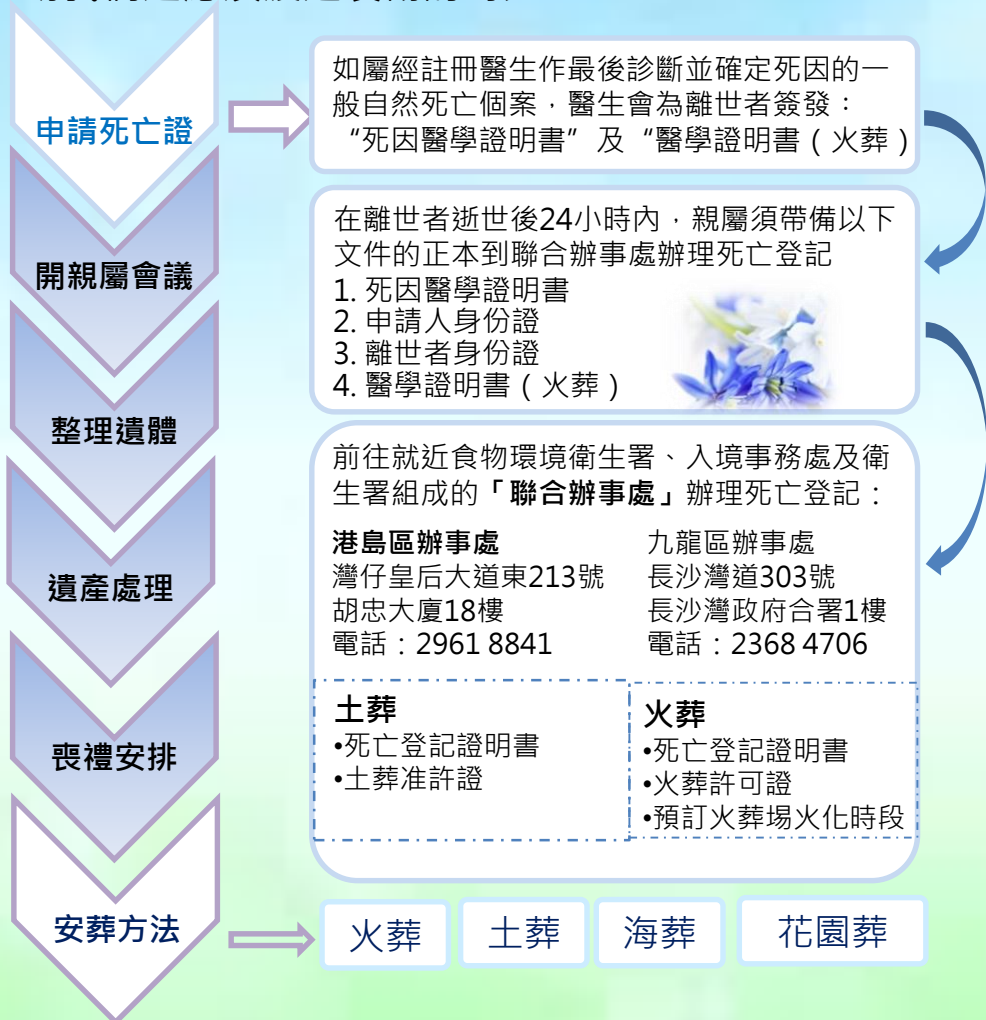 申請死亡證
如屬經註冊醫生作最後診斷並確定死因的一
般自然死亡個案，醫生會為離世者簽發：
“死因醫學證明書” 及 “醫學證明書（火葬）
開親屬會議
在離世者逝世後24小時內，親屬須帶備以下
文件的正本到聯合辦事處辦理死亡登記
1. 死因醫學證明書
2. 申請人身份證
3. 離世者身份證
4. 醫學證明書（火葬）
整理遺體
遺產處理
喪禮安排
前往就近食物環境衛生署、入境事務處及衛
生署組成的「聯合辦事處」辦理死亡登記：
港島區辦事處
灣仔皇后大道東213號
胡忠大廈18樓
電話：2961 8841
九龍區辦事處
長沙灣道303號
長沙灣政府合署1樓
電話：2368 4706
土葬
•死亡登記證明書
•土葬准許證
火葬
•死亡登記證明書
•火葬許可證
•預訂火葬場火化時段
安葬方法
火葬
土葬
海葬
花園葬